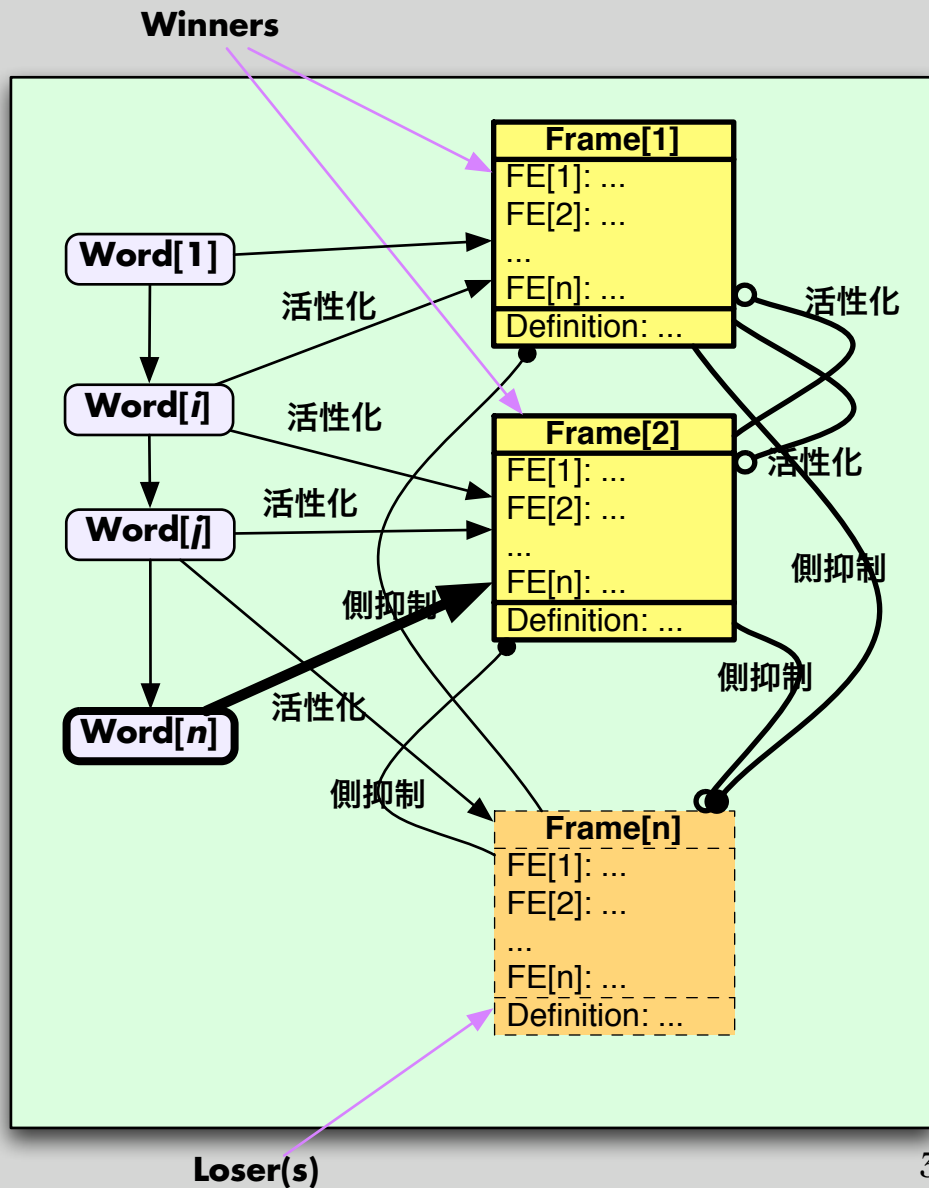 Winners
Frame[1]
FE[1]: ...
FE[2]: ...
...
FE[n]: ...
Definition: ...
Word[1]
活性化
活性化
Word[i]
活性化
Frame[2]
FE[1]: ...
FE[2]: ...
...
FE[n]: ...
Definition: ...
活性化
Word[j]
活性化
側抑制
側抑制
側抑制
活性化
Word[n]
側抑制
Frame[n]
FE[1]: ...
FE[2]: ...
...
FE[n]: ...
Definition: ...
Loser(s)
3